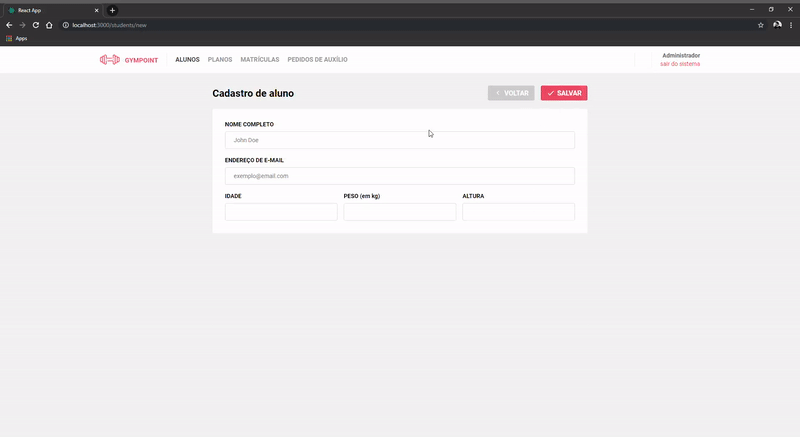 React App
localhost:3000/students/new
Apps
GYMPOINT
ALUNOS
PLANOS
MATRÍCULAS
PEDIDOS DE AUXÍLIO
Administrador
sair do sistema
Cadastro de aluno
VOLTAR
SALVAR
NOME COMPLETO
John Doe
ENDEREÇO DE E-MAIL
exemplo@email.com
IDADE
PESO (em kg)
ALTURA